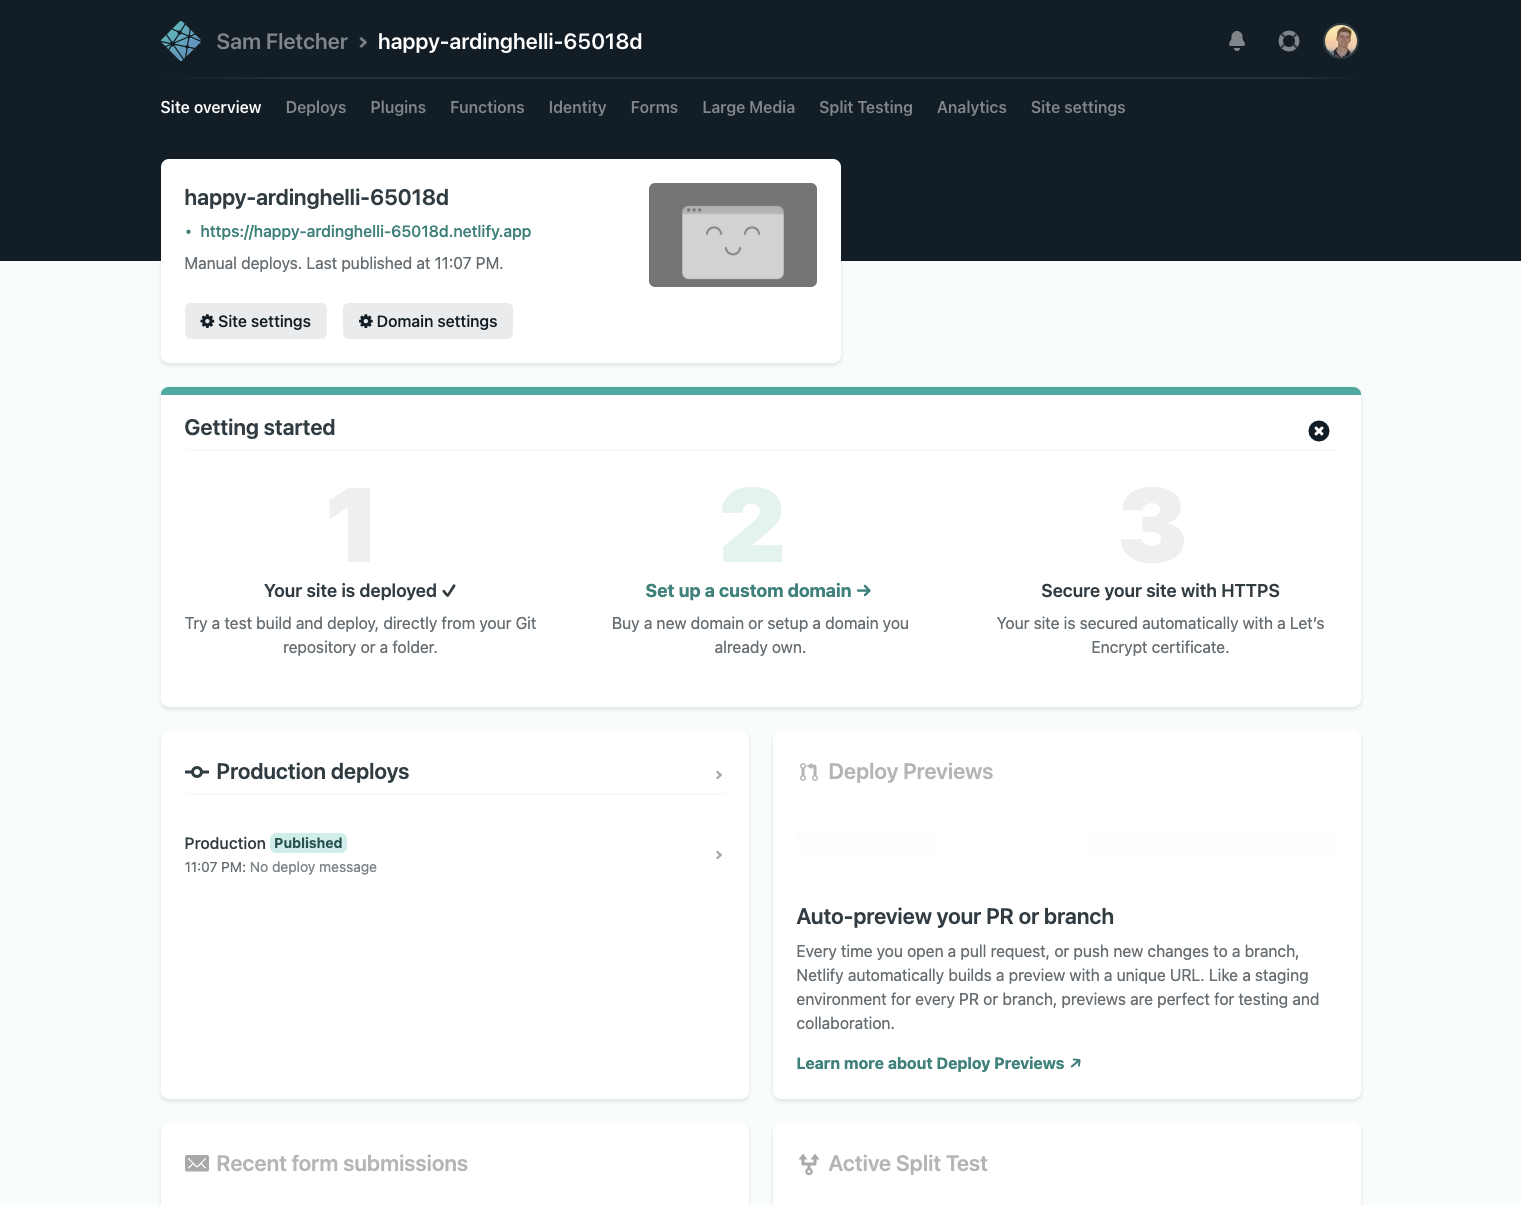 Sam Fletcher > happy-ardinghelli-65018d
Site overview Deploys Plugins Functions Identity Forms Large Media Split Testing Analytics Site settings
happy-ardinghelli-65018d
• https://happy-ardinghelli-65018d.netlify.app
Manual deploys. Last published at 11:07 PM.
Site settings Domain settings
Getting started
1
Your site is deployed ✓
Try a test build and deploy, directly from your Git
repository or a folder.
2
Set up a custom domain →
Buy a new domain or setup a domain you
already own.
3
Secure your site with HTTPS
Your site is secured automatically with a Let’s
Encrypt certificate.
Production deploys
Production Published
11:07 PM: No deploy message
Deploy Previews
Auto-preview your PR or branch
Every time you open a pull request, or push new changes to a branch,
Netlify automatically builds a preview with a unique URL. Like a staging
environment for every PR or branch, previews are perfect for testing and
collaboration.
Learn more about Deploy Previews ↗
Recent form submissions
Active Split Test